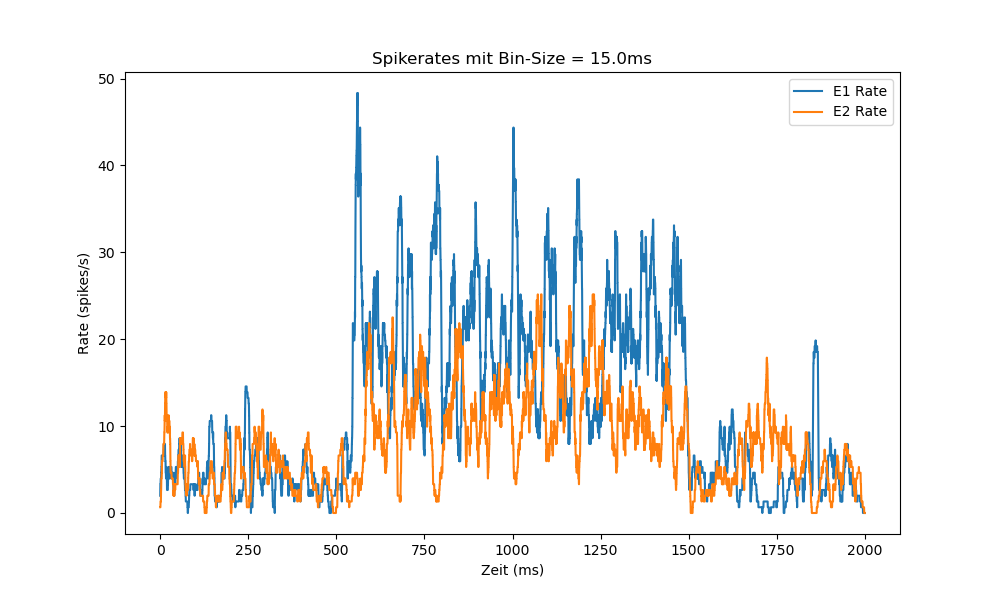 Spikerates mit Bin-Size = 15.0ms
E1 Rate
E2 Rate
Rate (spikes/s)
50
40
30
20
10
0
0 250 500 750 1000 1250 1500 1750 2000
Zeit (ms)